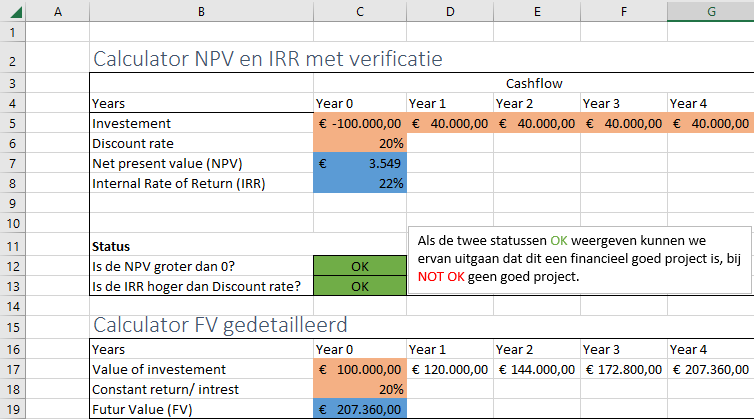 A B C D E F G
1
2 Calculator NPV en IRR met verificatie
3 Cashflow
4 Years Year 0 Year 1 Year 2 Year 3 Year 4
5 Investement € -100.000,00 € 40.000,00 € 40.000,00 € 40.000,00 € 40.000,00
6 Discount rate 20%
7 Net present value (NPV) € 3.549
8 Internal Rate of Return (IRR) 22%
9
10
11 Status
12 Is de NPV groter dan 0? OK
13 Is de IRR hoger dan Discount rate? OK
Als de twee statussen OK weergeven kunnen we
ervan uitgaan dat dit een financieel goed project is, bij
NOT OK geen goed project.
14
15 Calculator FV gedetailleerd
16 Years Year 0 Year 1 Year 2 Year 3 Year 4
17 Value of investement € 100.000,00 € 120.000,00 € 144.000,00 € 172.800,00 € 207.360,00
18 Constant return/ intrest 20%
19 Futur Value (FV) € 207.360,00